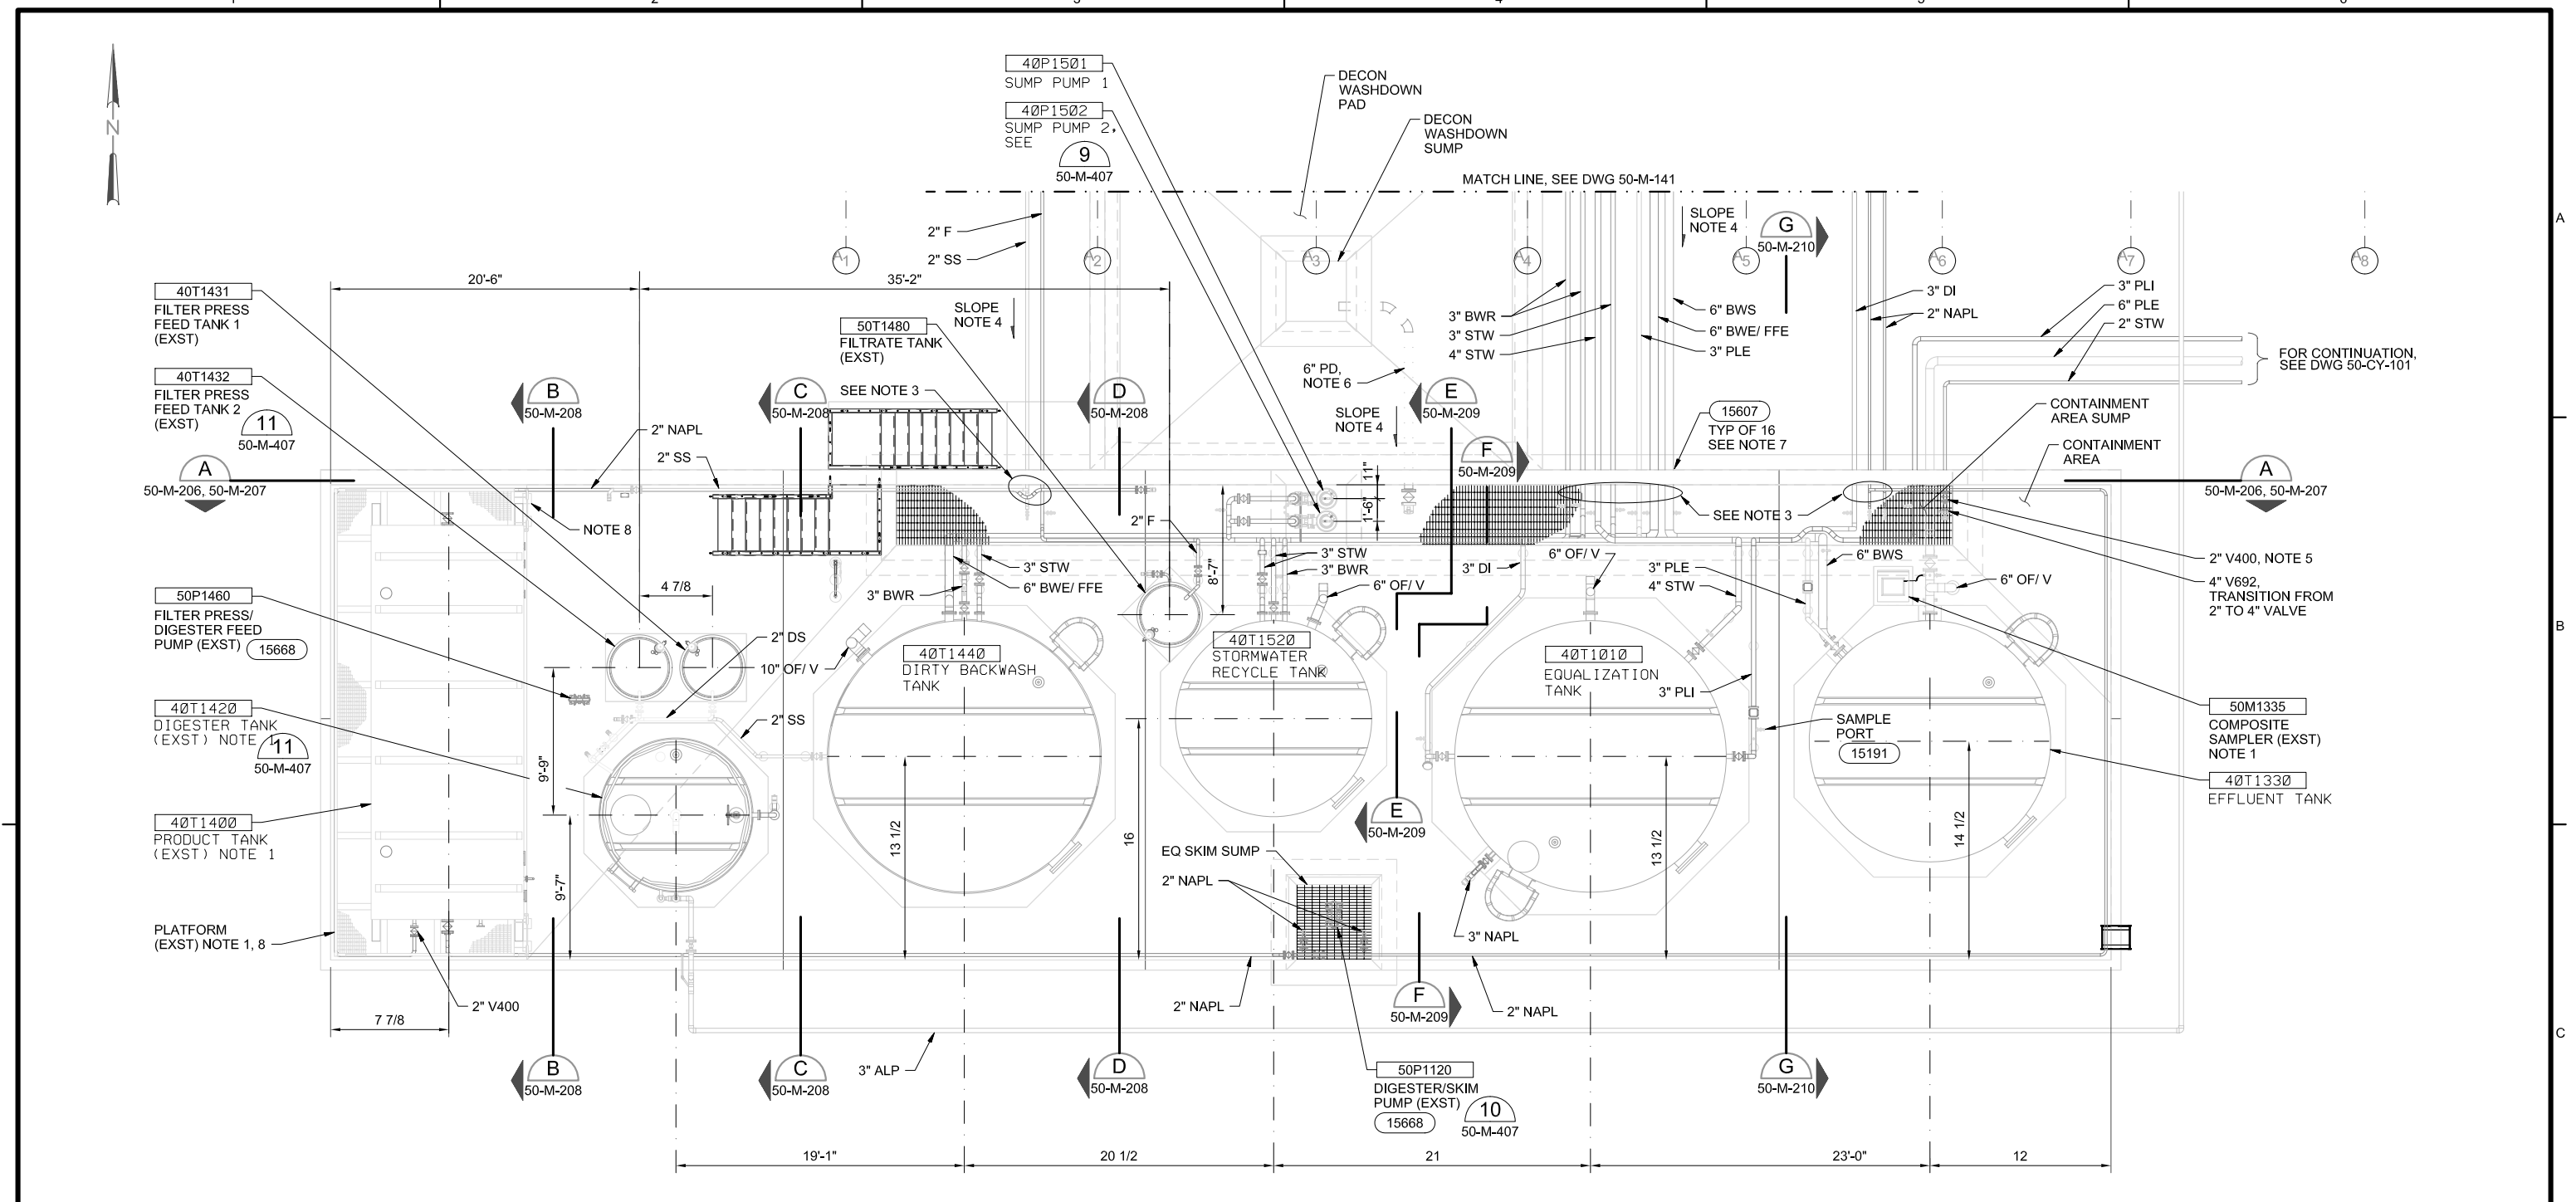 40P1501
SUMP PUMP 1
40P1502
SUMP PUMP 2,
SEE
9
50-M-407
DECON
WASHDOWN
PAD
DECON
WASHDOWN
SUMP
N
MATCH LINE, SEE DWG 50-M-141
A
2" F
2" SS
SLOPE
NOTE 4
G
50-M-210
A1
A2
A3
A4
A5
A6
A7
A8
20'-6"
35'-2"
40T1431
FILTER PRESS
FEED TANK 1
(EXST)
SLOPE
NOTE 4
50T1480
FILTRATE TANK
(EXST)
3" BWR
3" STW
4" STW
6" BWS
6" BWE/ FFE
3" PLE
3" DI
2" NAPL
3" PLI
6" PLE
2" STW
FOR CONTINUATION,
SEE DWG 50-CY-101
40T1432
FILTER PRESS
FEED TANK 2
(EXST)
11
50-M-407
B
50-M-208
C
50-M-208
SEE NOTE 3
D
50-M-208
6" PD,
NOTE 6
SLOPE
NOTE 4
E
50-M-209
F
50-M-209
15607
TYP OF 16
SEE NOTE 7
CONTAINMENT
AREA SUMP
CONTAINMENT
AREA
2" NAPL
2" SS
A
50-M-206, 50-M-207
A
50-M-206, 50-M-207
NOTE 8
11"
1'-6"
SEE NOTE 3
2" F
8'-7"
3" STW
3" BWR
6" OF/ V
3" STW
6" BWE/ FFE
3" BWR
3" DI
6" OF/ V
3" PLE
4" STW
6" BWS
6" OF/ V
2" V400, NOTE 5
4" V692,
TRANSITION FROM
2" TO 4" VALVE
50P1460
FILTER PRESS/
DIGESTER FEED
PUMP (EXST)
15668
4 7/8
2" DS
10" OF/ V
40T1440
DIRTY BACKWASH
TANK
40T1520
STORMWATER
RECYCLE TANK
40T1010
EQUALIZATION
TANK
B
3" PLI
40T1420
DIGESTER TANK
(EXST) NOTE 1
11
50-M-407
2" SS
SAMPLE
PORT
15191
50M1335
COMPOSITE
SAMPLER (EXST)
NOTE 1
40T1330
EFFLUENT TANK
9'-9"
40T1400
PRODUCT TANK
(EXST) NOTE 1
9'-7"
13 1/2
16
E
50-M-209
13 1/2
14 1/2
EQ SKIM SUMP
2" NAPL
PLATFORM
(EXST) NOTE 1, 8
3" NAPL
2" V400
7 7/8
2" NAPL
F
50-M-209
2" NAPL
C
3" ALP
B
50-M-208
C
50-M-208
D
50-M-208
50P1120
DIGESTER/SKIM
PUMP (EXST)
15668
10
50-M-407
G
50-M-210
19'-1"
20 1/2
21
23'-0"
12